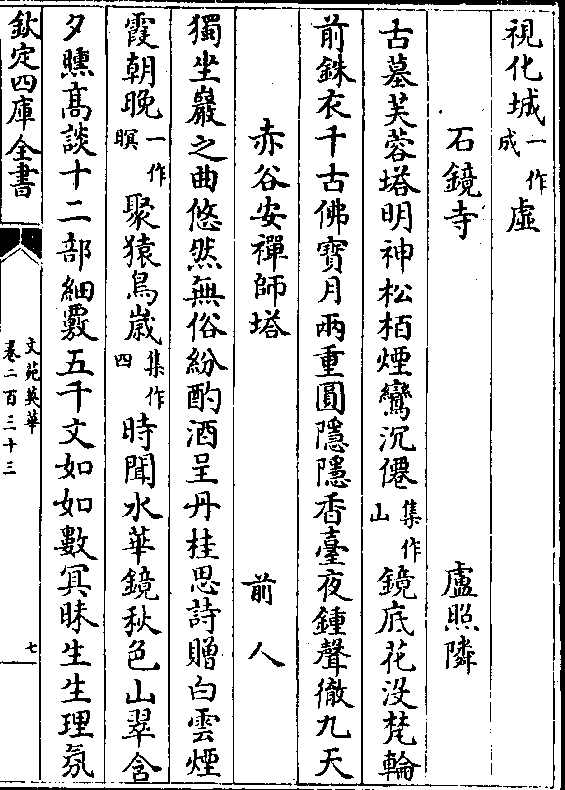 視化城一作成虛
石鏡寺 盧照隣
古墓芙蓉塔明神松栢煙鸞沉僊集作山鏡底花没梵輪
前銖衣千古佛寶月兩重圓隱隱香臺夜鍾聲徹九天
赤谷安禪師塔 前人
獨坐巖之曲悠然無俗紛酌酒呈丹桂思詩贈白雲煙
霞朝晚一作暝聚猿鳥歲集作四時聞水華鏡秋色山翠含
夕曛高談十二部細覈五千文如如數冥昧生生理氛
欽定四庫全書
文苑英華
卷二百三十三
七